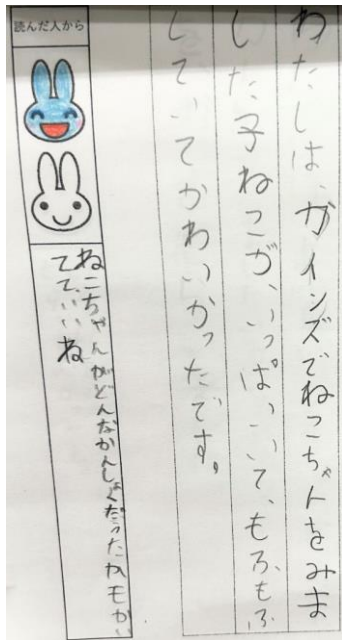 わたしは、ガインズでねこちゃんをみま
した子ねこが、いっぱいいて、もふもふ
していてかわいかったです。
読んだ人から
ねこちゃんがどんなかんしょくだったかもかい
てて、いいね